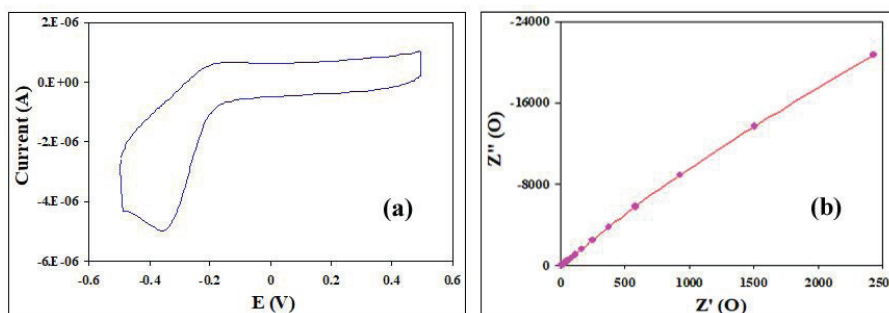 2.E-06
0.E+00
-2.E-06
-4.E-06
-6.E-06
-0.6 -0.4 -0.2 0 0.2 0.4 0.6
Current (A)
E (V)
(a)
-24000
-16000
-8000
0
0 500 1000 1500 2000 250
Z'' (O)
Z' (O)
(b)